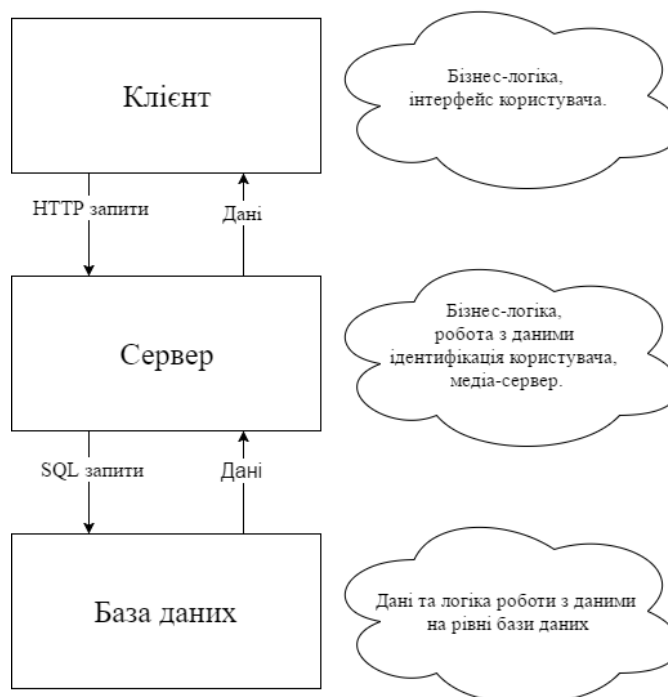 Клієнт
Бізнес-логіка,
інтерфейс користувача.
HTTP запити
Дані
Сервер
Бізнес-логіка,
робота з даними
ідентифікація користувача,
медіа-сервер.
SQL запити
Дані
База даних
Дані та логіка роботи з даними
на рівні бази даних